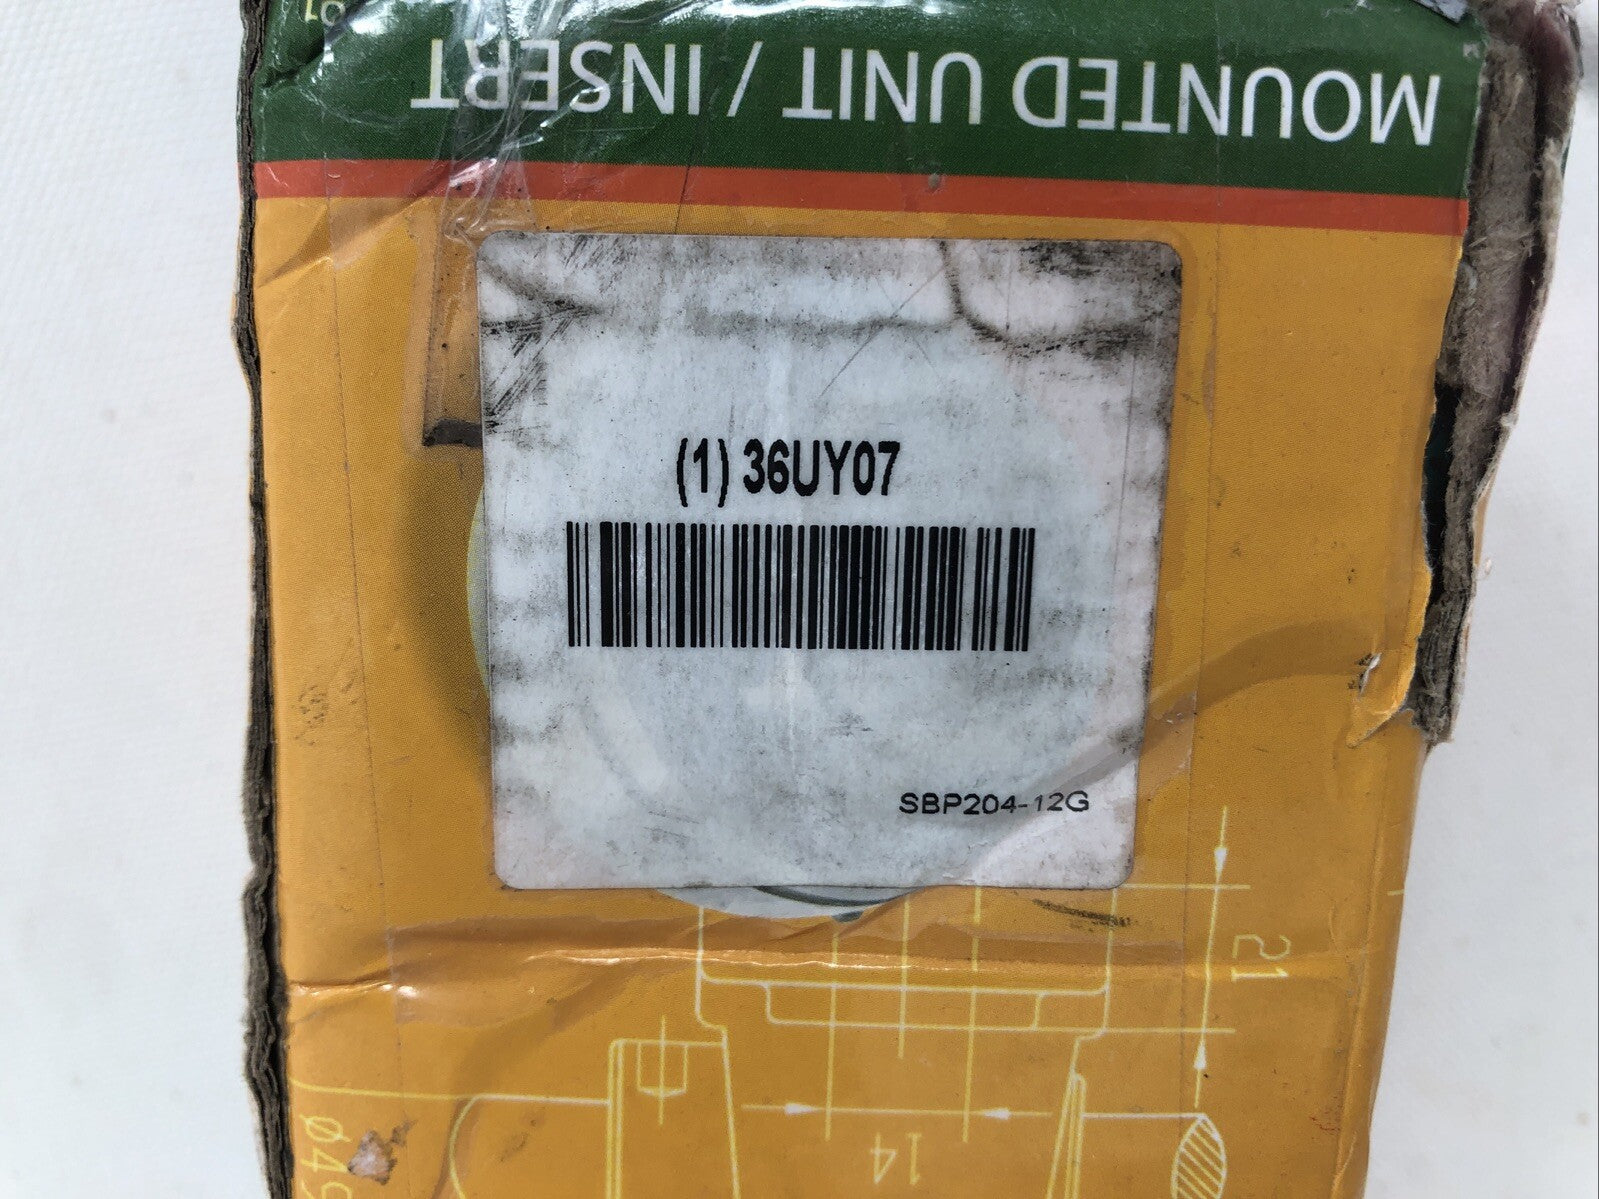 MOUNTED UNIT / INSERT
(1) 36UY07
SBP204-12G
21
14